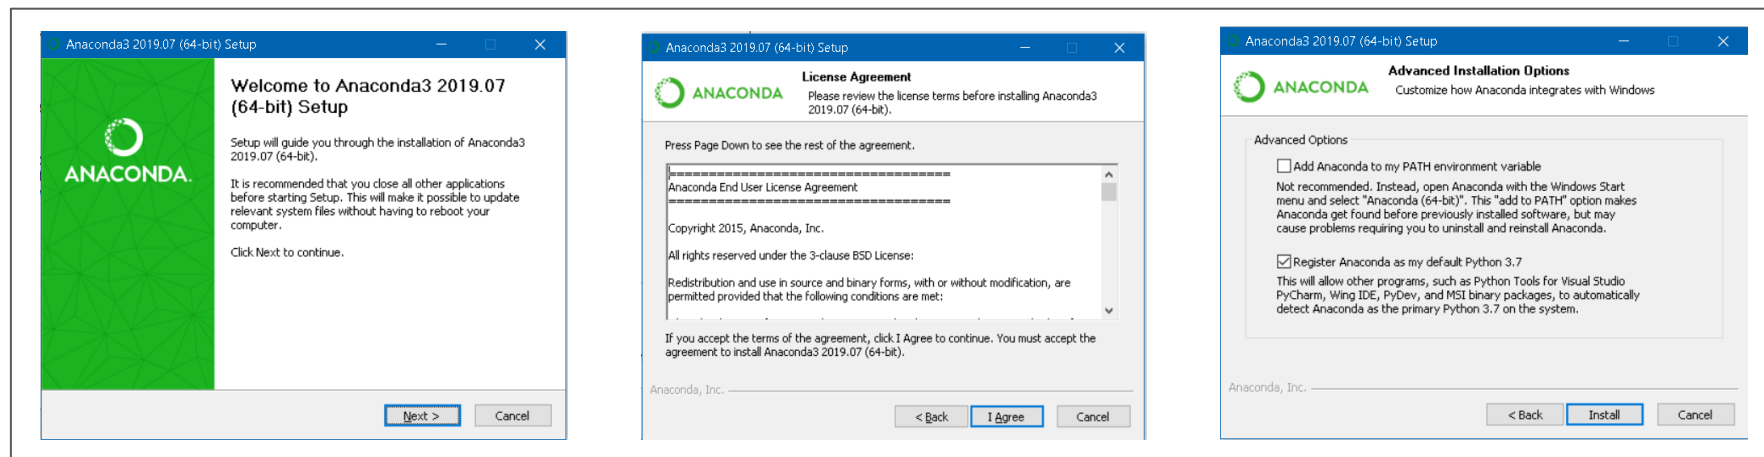 Anaconda3 2019.07 (64-bit) Setup
ANACONDA.
Welcome to Anaconda3 2019.07
(64-bit) Setup
Setup will guide you through the installation of Anaconda3
2019.07 (64-bit).
It is recommended that you close all other applications
before starting Setup. This will make it possible to update
relevant system files without having to reboot your
computer.
Click Next to continue.
Next >
Cancel
Anaconda3 2019.07 (64-bit) Setup
ANACONDA
License Agreement
Please review the license terms before installing Anaconda3
2019.07 (64-bit).
Press Page Down to see the rest of the agreement.
===================================
Anaconda End User License Agreement
===================================
Copyright 2015, Anaconda, Inc.
All rights reserved under the 3-clause BSD License:
Redistribution and use in source and binary forms, with or without modification, are
permitted provided that the following conditions are met:
If you accept the terms of the agreement, click I Agree to continue. You must accept the
agreement to install Anaconda3 2019.07 (64-bit).
Anaconda, Inc.
< Back
I Agree
Cancel
Anaconda3 2019.07 (64-bit) Setup
ANACONDA
Advanced Installation Options
Customize how Anaconda integrates with Windows
Advanced Options
Add Anaconda to my PATH environment variable
Not recommended. Instead, open Anaconda with the Windows Start
menu and select "Anaconda (64-bit)". This "add to PATH" option makes
Anaconda get found before previously installed software, but may
cause problems requiring you to uninstall and reinstall Anaconda.
Register Anaconda as my default Python 3.7
This will allow other programs, such as Python Tools for Visual Studio
PyCharm, Wing IDE, PyDev, and MSI binary packages, to automatically
detect Anaconda as the primary Python 3.7 on the system.
Anaconda, Inc.
< Back
Install
Cancel